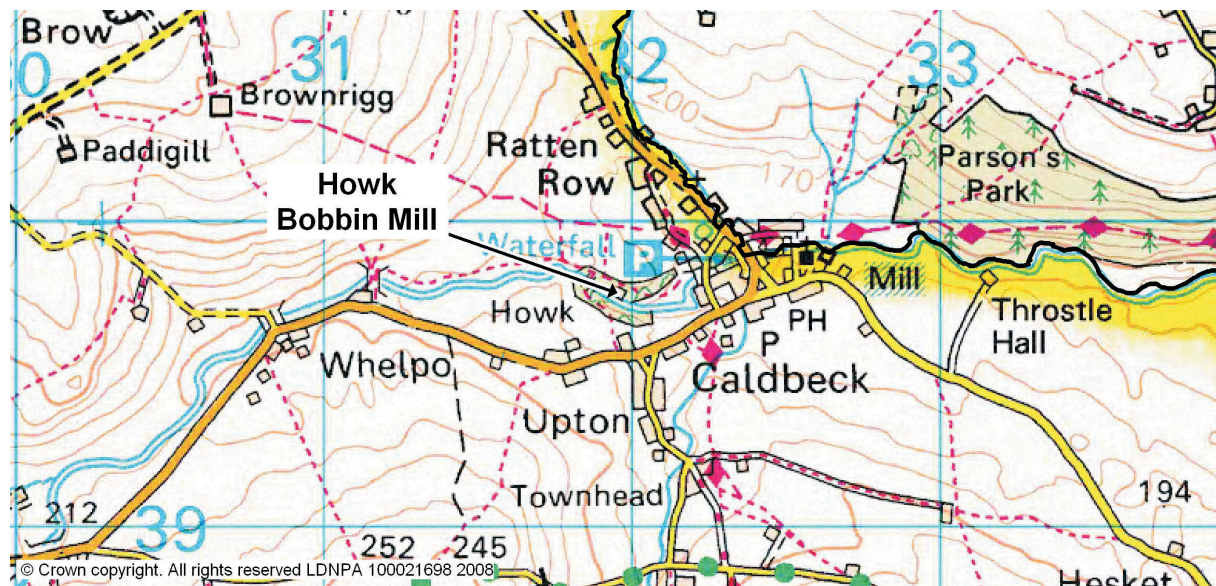 Brow
0
31
32
33
Brownrigg
200
Ratten
Row
Paddigill
Parson's
Park
170
Howk
Bobbin Mill
Waterfall
P
Mill
Howk
PH
Throstle
Hall
P
Whelpo
Caldbeck
Upton
Townhead
194
212
39
252
245
Hesket
© Crown copyright. All rights reserved LDNPA 100021698 2008